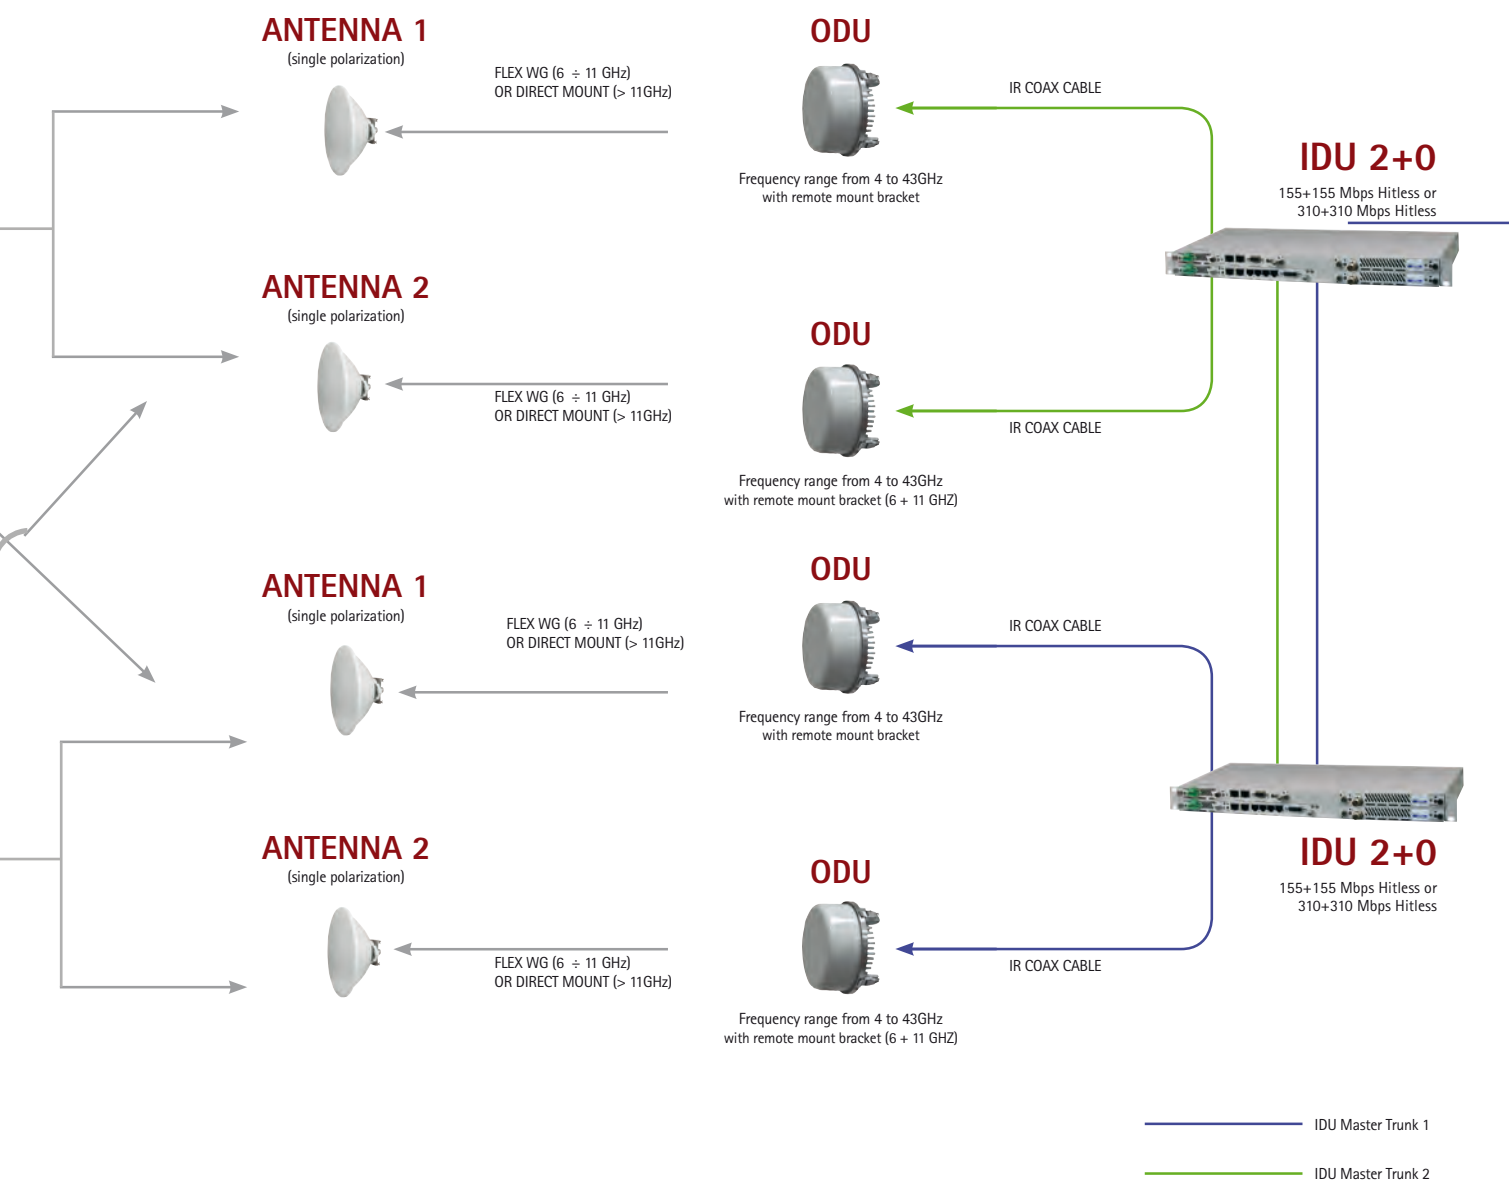 ANTENNA 1
(single polarization)
FLEX WG (6 ÷ 11 GHz)
OR DIRECT MOUNT (> 11GHz)
ODU
Frequency range from 4 to 43GHz
with remote mount bracket
IR COAX CABLE
IDU 2+0
155+155 Mbps Hitless or
310+310 Mbps Hitless
ANTENNA 2
(single polarization)
FLEX WG (6 ÷ 11 GHz)
OR DIRECT MOUNT (> 11GHz)
ODU
Frequency range from 4 to 43GHz
with remote mount bracket (6 + 11 GHZ)
IR COAX CABLE
ANTENNA 1
(single polarization)
FLEX WG (6 ÷ 11 GHz)
OR DIRECT MOUNT (> 11GHz)
ODU
Frequency range from 4 to 43GHz
with remote mount bracket
IR COAX CABLE
ANTENNA 2
(single polarization)
FLEX WG (6 ÷ 11 GHz)
OR DIRECT MOUNT (> 11GHz)
ODU
Frequency range from 4 to 43GHz
with remote mount bracket (6 + 11 GHZ)
IR COAX CABLE
IDU 2+0
155+155 Mbps Hitless or
310+310 Mbps Hitless
IDU Master Trunk 1
IDU Master Trunk 2